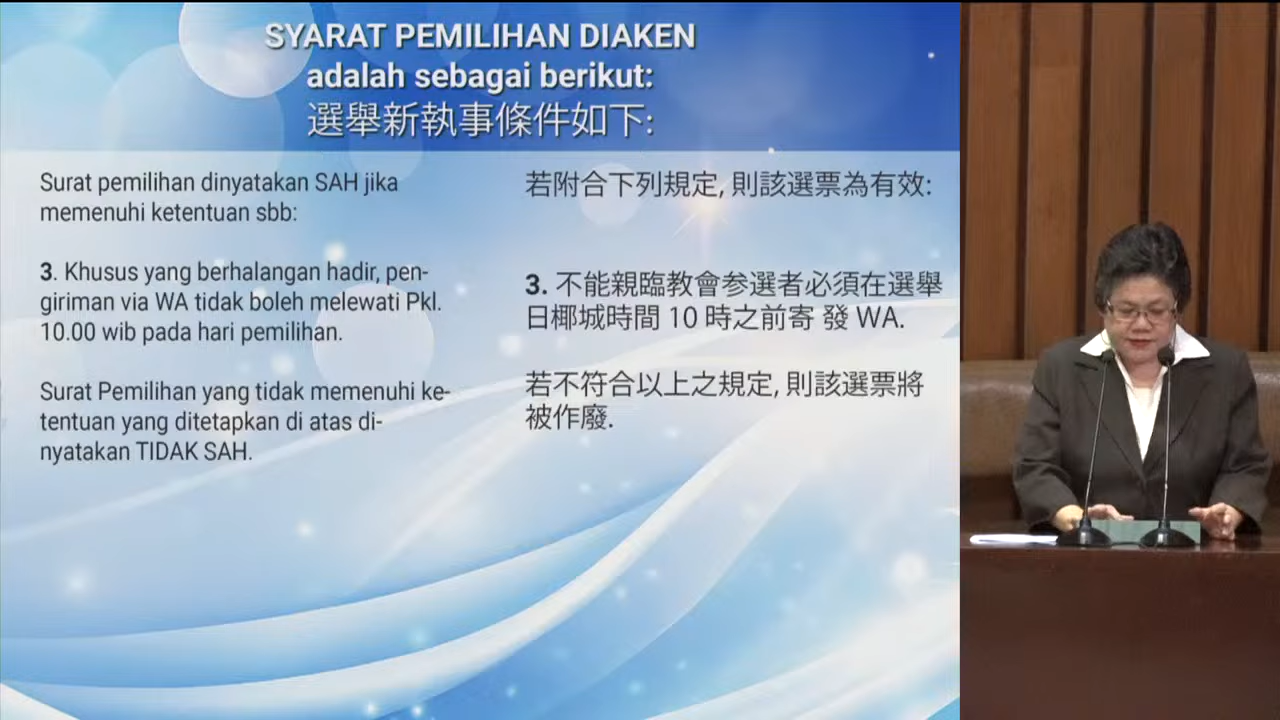 SYARAT PEMILIHAN DIAKEN
adalah sebagai berikut:
選舉新執事條件如下:
Surat pemilihan dinyatakan SAH jika
memenuhi ketentuan sbb:
3. Khusus yang berhalangan hadir, pen-
giriman via WA tidak boleh melewati Pkl.
10.00 wib pada hari pemilihan.
Surat Pemilihan yang tidak memenuhi ke-
tentuan yang ditetapkan di atas di-
nyatakan TIDAK SAH.
若附合下列規定, 則該選票為有效:
3. 不能親臨教會参選者必須在選舉
日椰城時間 10 時之前寄 發 WA.
若不符合以上之規定, 則該選票將
被作廢.